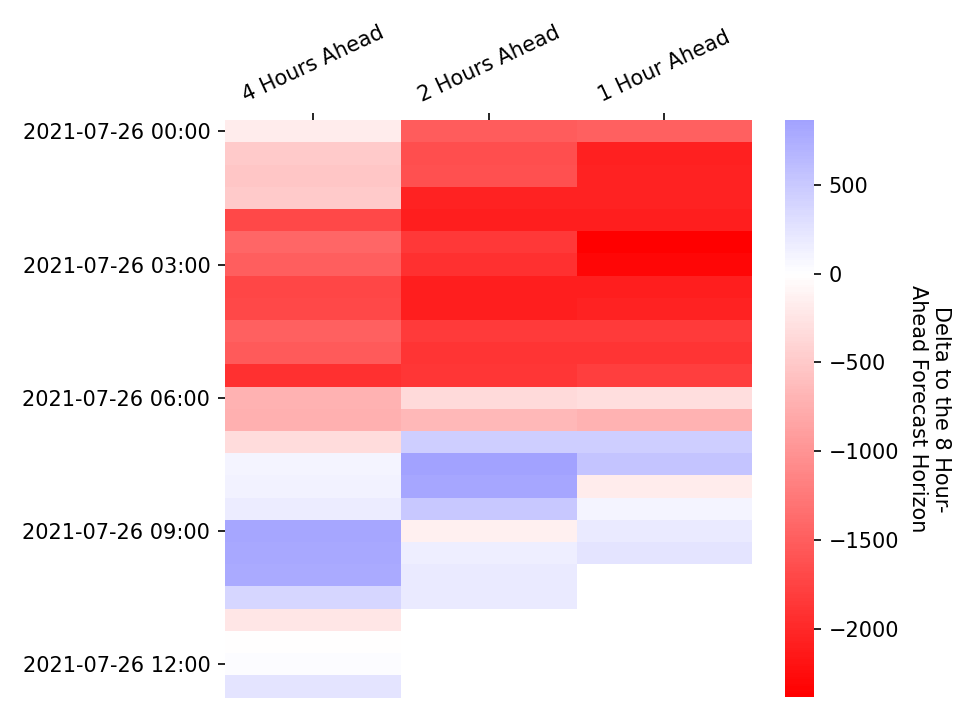 4 Hours Ahead
2 Hours Ahead
1 Hour Ahead
2021-07-26 00:00
2021-07-26 03:00
2021-07-26 06:00
2021-07-26 09:00
2021-07-26 12:00
500
0
−500
−1000
−1500
−2000
Delta to the 8 Hour-
Ahead Forecast Horizon